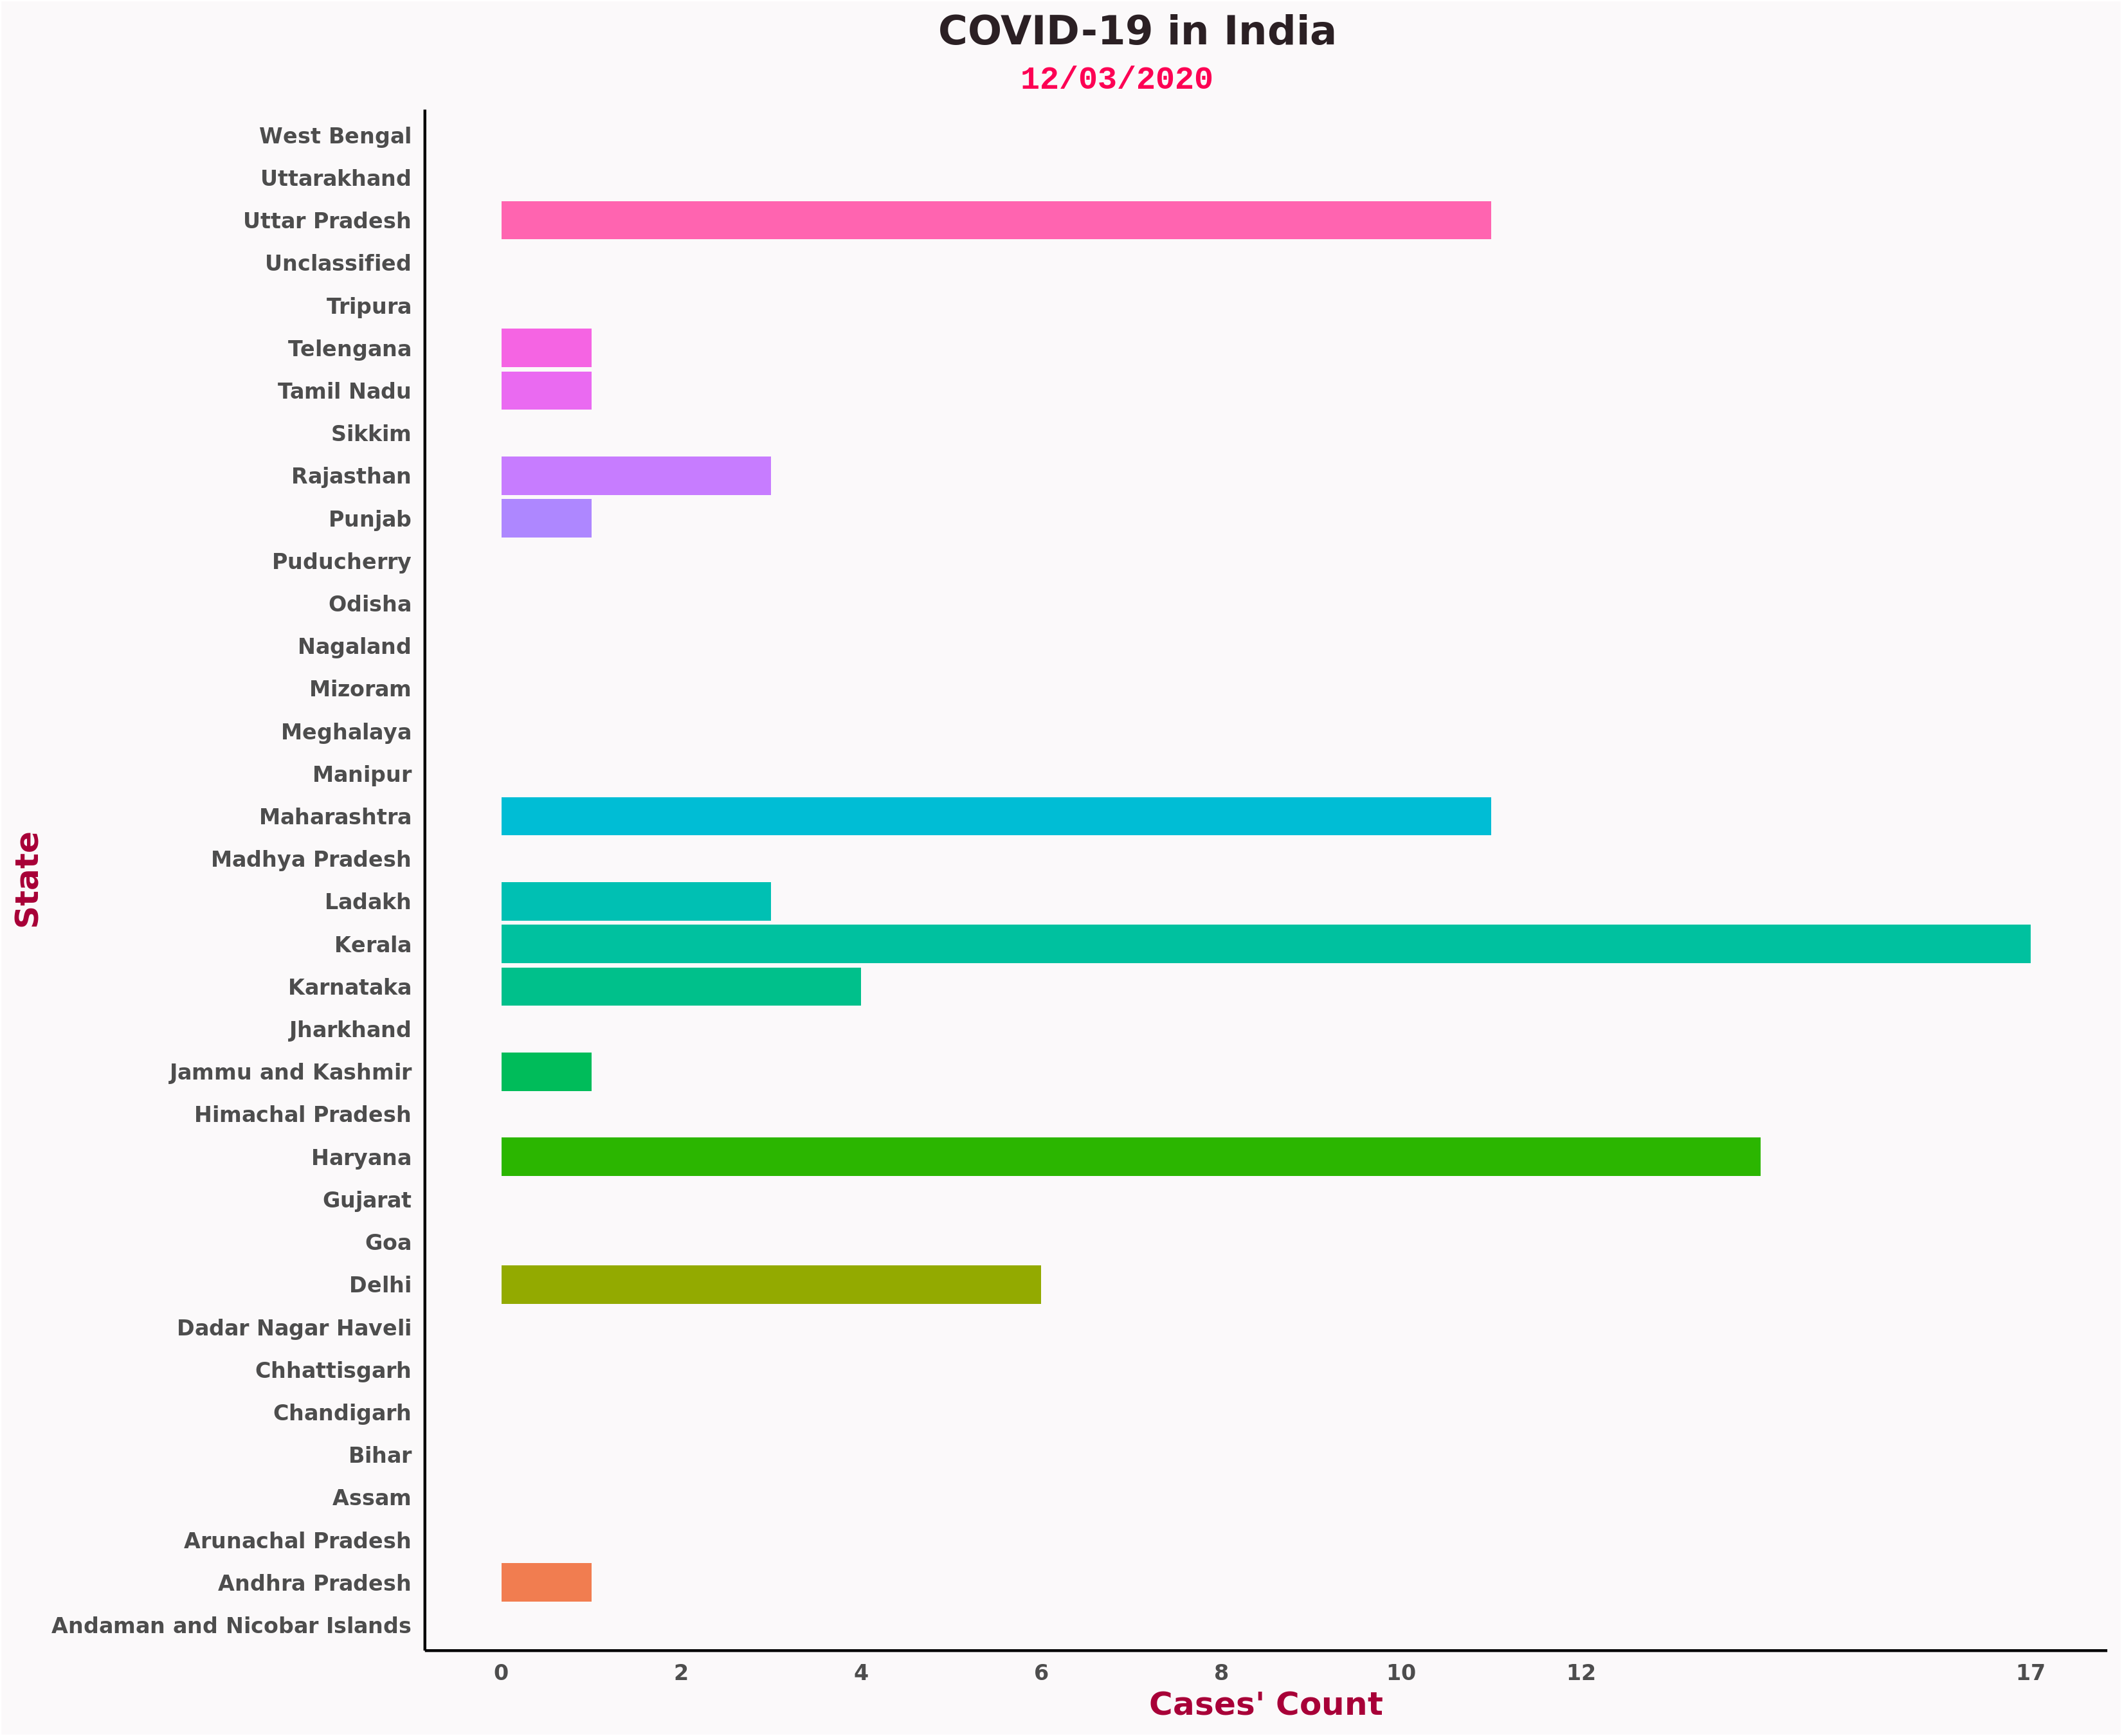 COVID-19 in India
12/03/2020
West Bengal
Uttarakhand
Uttar Pradesh
Unclassified
Tripura
Telengana
Tamil Nadu
Sikkim
Rajasthan
Punjab
Puducherry
Odisha
Nagaland
Mizoram
Meghalaya
Manipur
Maharashtra
Madhya Pradesh
Ladakh
Kerala
Karnataka
Jharkhand
Jammu and Kashmir
Himachal Pradesh
Haryana
Gujarat
Goa
Delhi
Dadar Nagar Haveli
Chhattisgarh
Chandigarh
Bihar
Assam
Arunachal Pradesh
Andhra Pradesh
Andaman and Nicobar Islands
State
0 2 4 6 8 10 12 17
Cases' Count